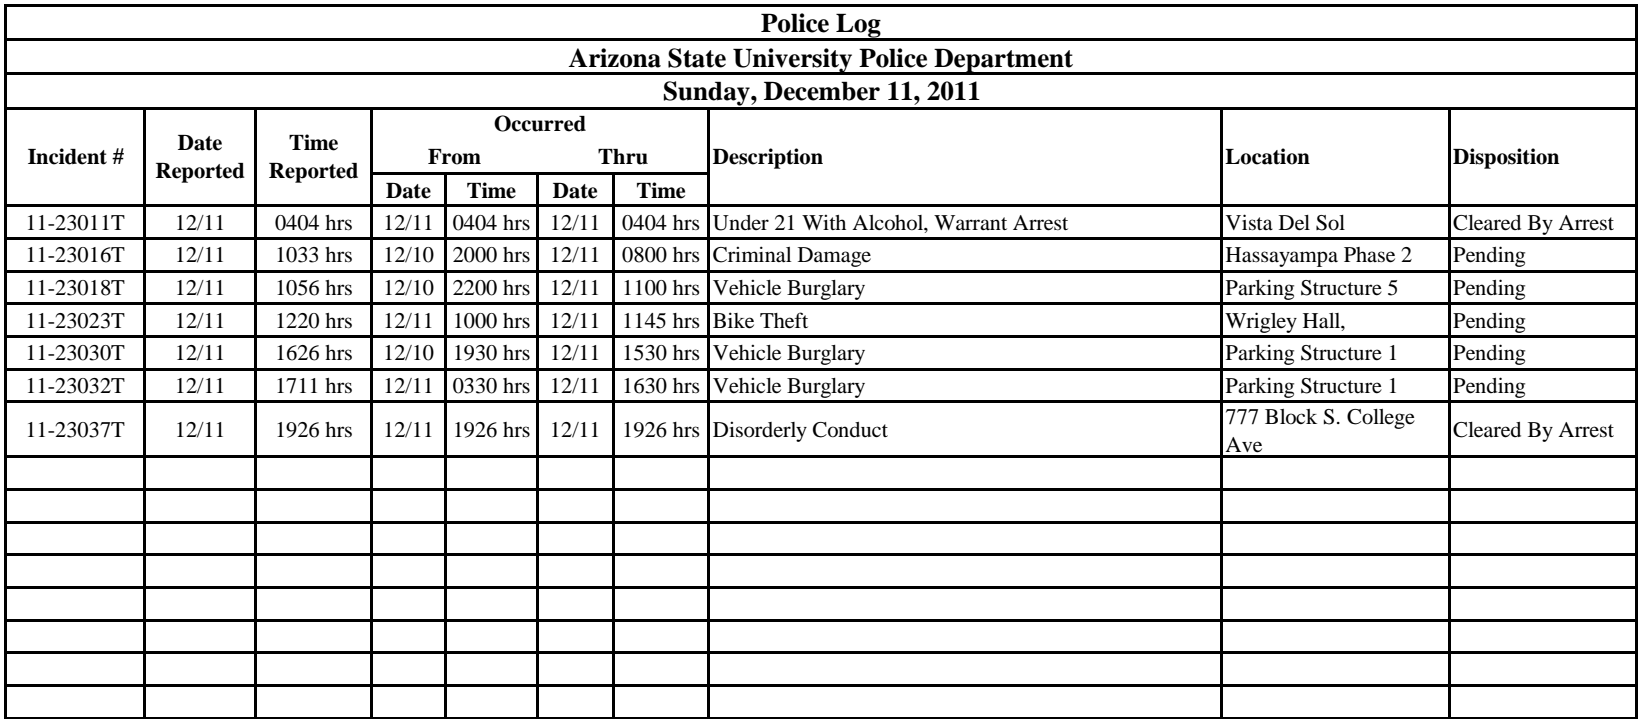 Police Log
Arizona State University Police Department
Sunday, December 11, 2011
Incident # Date Reported Time Reported Occurred Description Location Disposition
From Thru
Date Time Date Time
11-23011T 12/11 0404 hrs 12/11 0404 hrs 12/11 0404 hrs Under 21 With Alcohol, Warrant Arrest Vista Del Sol Cleared By Arrest
11-23016T 12/11 1033 hrs 12/10 2000 hrs 12/11 0800 hrs Criminal Damage Hassayampa Phase 2 Pending
11-23018T 12/11 1056 hrs 12/10 2200 hrs 12/11 1100 hrs Vehicle Burglary Parking Structure 5 Pending
11-23023T 12/11 1220 hrs 12/11 1000 hrs 12/11 1145 hrs Bike Theft Wrigley Hall, Pending
11-23030T 12/11 1626 hrs 12/10 1930 hrs 12/11 1530 hrs Vehicle Burglary Parking Structure 1 Pending
11-23032T 12/11 1711 hrs 12/11 0330 hrs 12/11 1630 hrs Vehicle Burglary Parking Structure 1 Pending
11-23037T 12/11 1926 hrs 12/11 1926 hrs 12/11 1926 hrs Disorderly Conduct 777 Block S. College Ave Cleared By Arrest